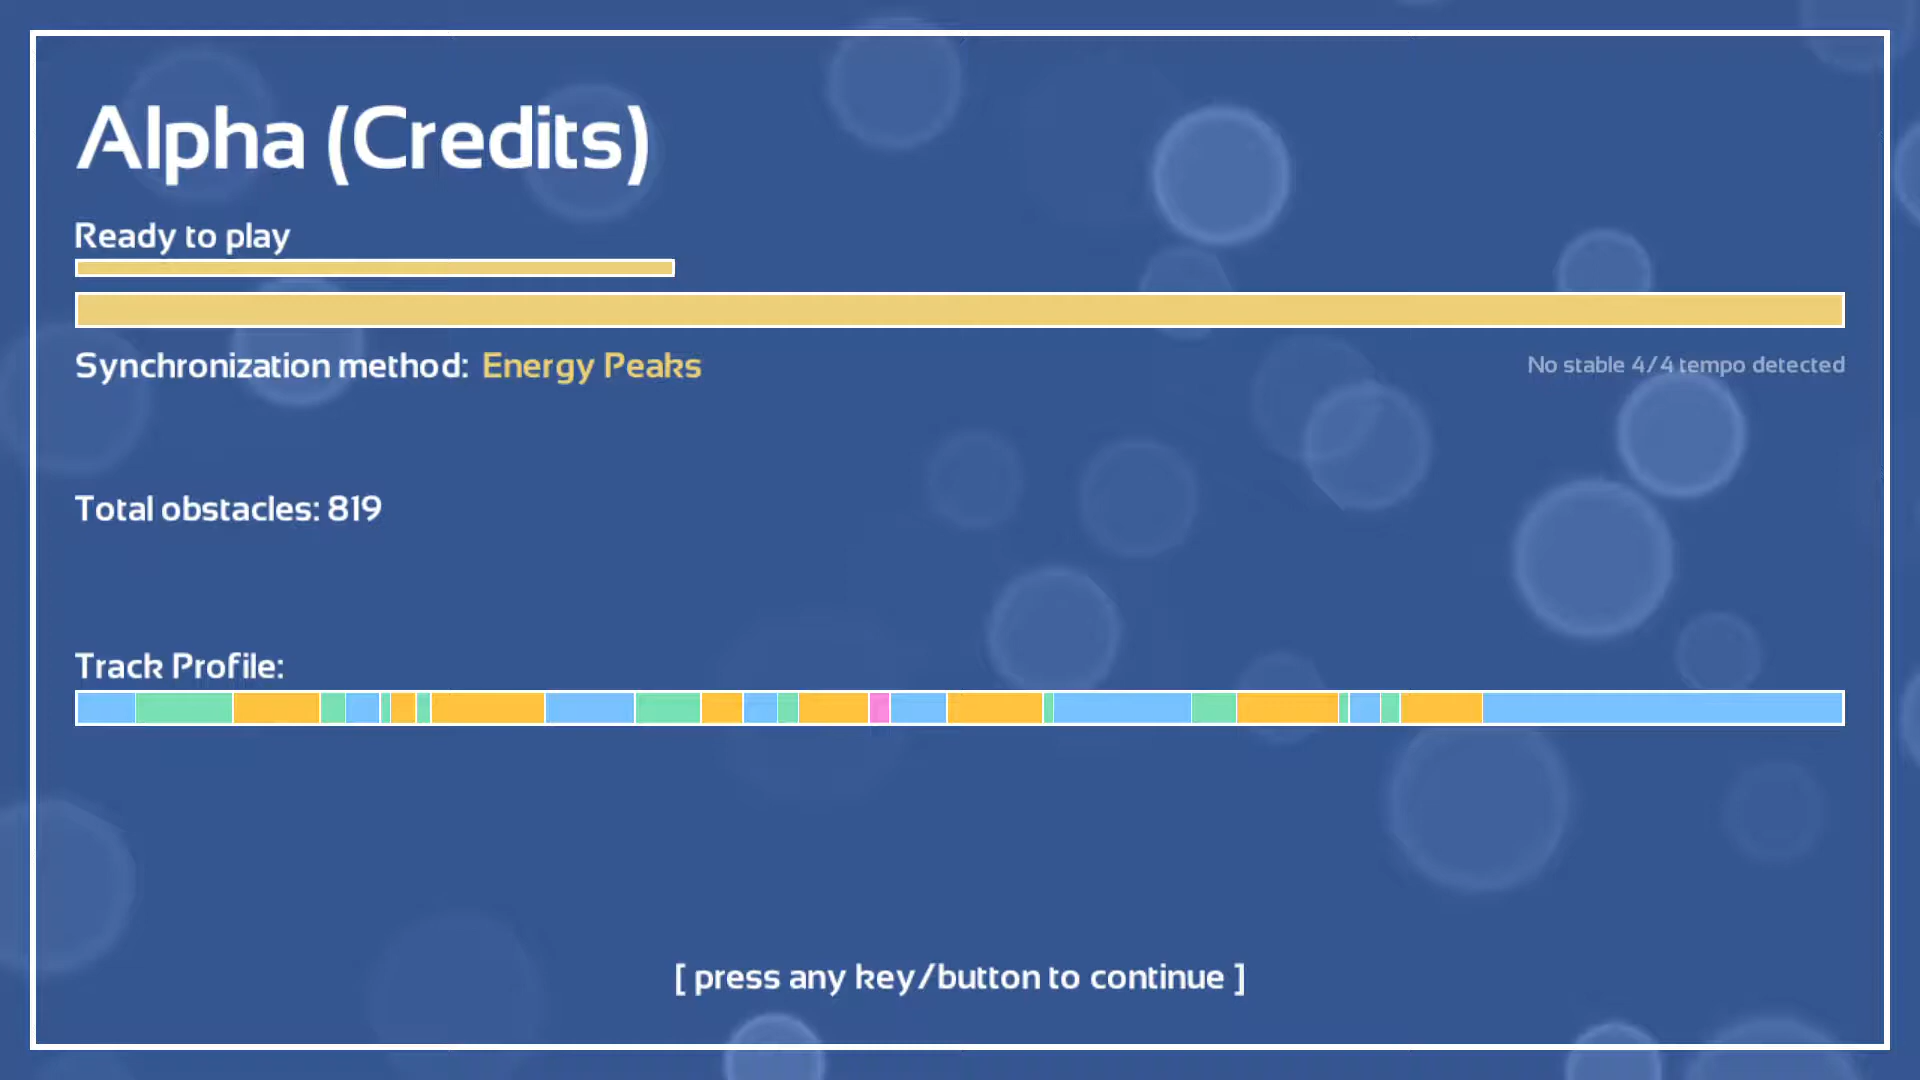 Alpha (Credits)
Ready to play
Synchronization method: Energy Peaks
No stable 4/4 tempo detected
Total obstacles: 819
Track Profile:
[ press any key/button to continue ]